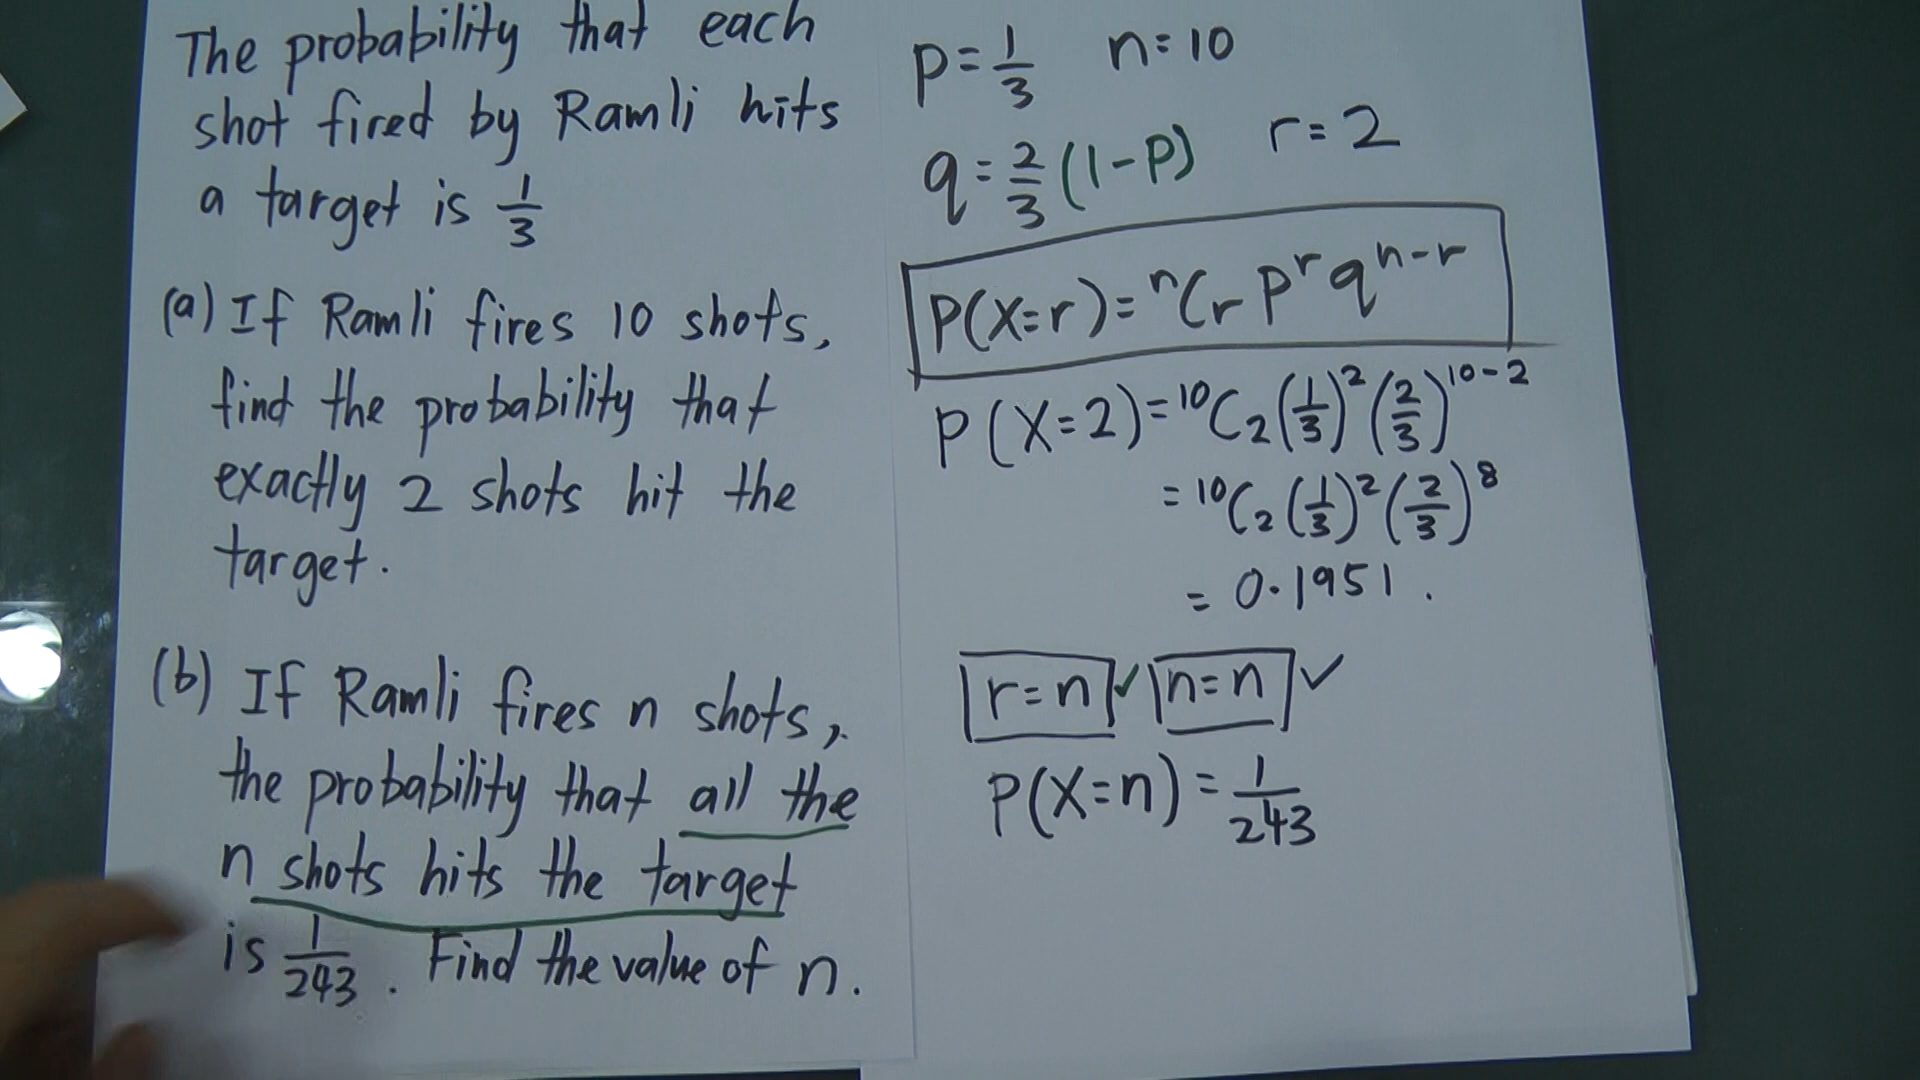 The probability that each
shot fired by Ramli hits
a target is 1/3
(a) If Ramli fires 10 shots,
find the probability that
exactly 2 shots hit the
target.
(b) If Ramli fires n shots,
the probability that all the
n shots hits the target
is 1/243. Find the value of n.
p = 1/3 n = 10
q = 2/3 (1 - P) r = 2
P(X=r) = ⁿCr Pʳ qⁿ⁻ʳ
P(X=2) = ¹⁰C₂ (1/3)² (2/3)¹⁰⁻²
= ¹⁰C₂ (1/3)² (2/3)⁸
= 0.1951.
r = n ✓ n = n ✓
P(X=n) = 1/243